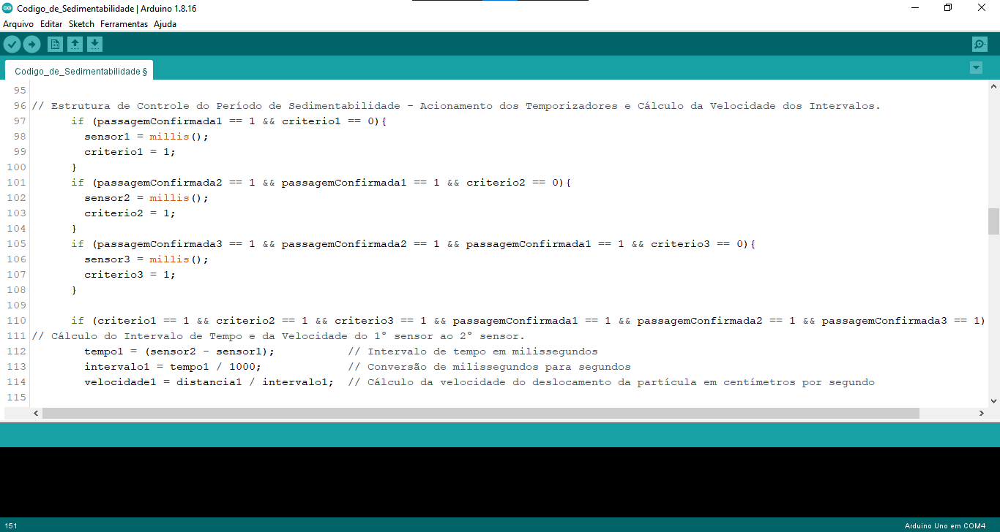 Codigo_de_Sedimentabilidade | Arduino 1.8.16
Arquivo Editar Sketch Ferramentas Ajuda
Codigo_de_Sedimentabilidade §
95
96 // Estrutura de Controle do Período de Sedimentabilidade - Acionamento dos Temporizadores e Cálculo da Velocidade dos Intervalos.
97 if (passagemConfirmada1 == 1 && criterio1 == 0){
98 sensor1 = millis();
99 criterio1 = 1;
100 }
101 if (passagemConfirmada2 == 1 && passagemConfirmada1 == 1 && criterio2 == 0){
102 sensor2 = millis();
103 criterio2 = 1;
104 }
105 if (passagemConfirmada3 == 1 && passagemConfirmada2 == 1 && passagemConfirmada1 == 1 && criterio3 == 0){
106 sensor3 = millis();
107 criterio3 = 1;
108 }
109
110 if (criterio1 == 1 && criterio2 == 1 && criterio3 == 1 && passagemConfirmada1 == 1 && passagemConfirmada2 == 1 && passagemConfirmada3 == 1)
111 // Cálculo do Intervalo de Tempo e da Velocidade do 1° sensor ao 2° sensor.
112 tempo1 = (sensor2 - sensor1); // Intervalo de tempo em milissegundos
113 intervalo1 = tempo1 / 1000; // Conversão de milissegundos para segundos
114 velocidade1 = distancia1 / intervalo1; // Cálculo da velocidade do deslocamento da partícula em centímetros por segundo
115
151 Arduino Uno em COM4